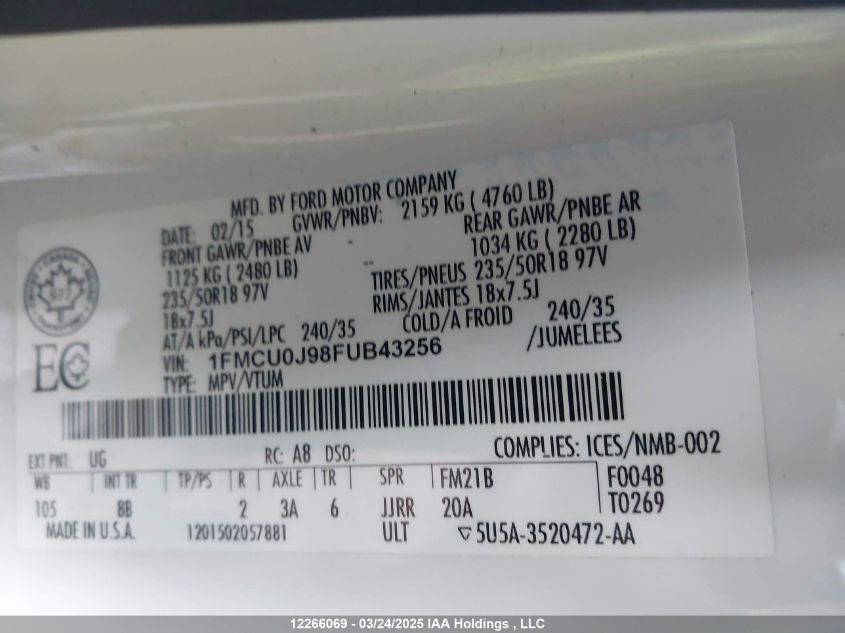 MFD. BY FORD MOTOR COMPANY
DATE: 02/15 GVWR/PNBV: 2159 KG ( 4760 LB)
FRONT GAWR/PNBE AV REAR GAWR/PNBE AR
1125 KG ( 2480 LB) 1034 KG ( 2280 LB)
235/50R18 97V TIRES/PNEUS 235/50R18 97V
18x7.5J RIMS/JANTES 18x7.5J
AT/A kPa/PSI/LPC 240/35 COLD/A FROID 240/35
VIN: 1FMCU0J98FUB43256 /JUMELEES
TYPE: MPV/VTUM
EC
EXT PNT: UG RC: A8 DSO: COMPLIES: ICES/NMB-002
WB INT TR TP/PS R AXLE TR SPR FM21B F0048
105 8B 2 3A 6 JJRR 20A T0269
MADE IN U.S.A. 1201502057881 ULT 5U5A-3520472-AA
12266069 - 03/24/2025 IAA Holdings , LLC